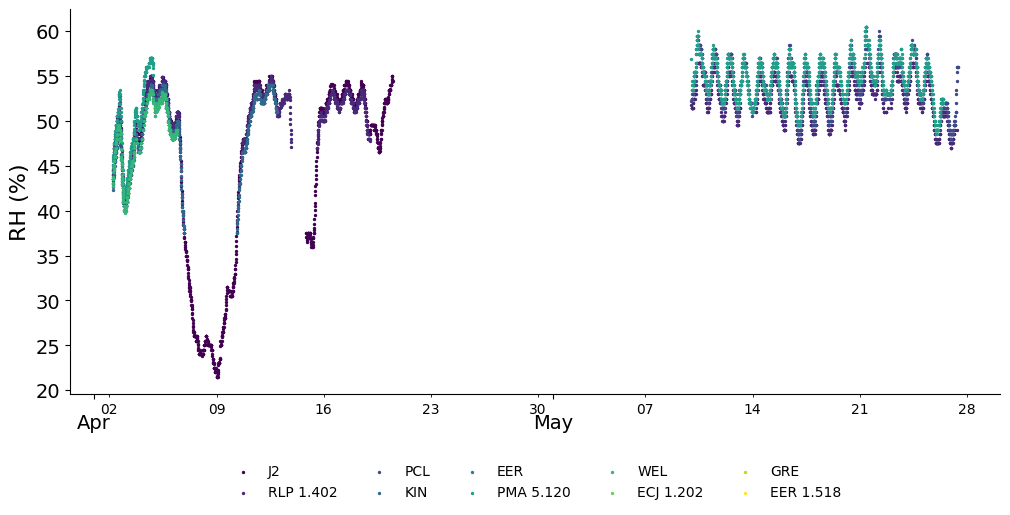 60
55
50
45
40
35
30
25
20
RH (%)
02 09 16 23 30 07 14 21 28
Apr May
J2 PCL EER WEL GRE
RLP 1.402 KIN PMA 5.120 ECJ 1.202 EER 1.518